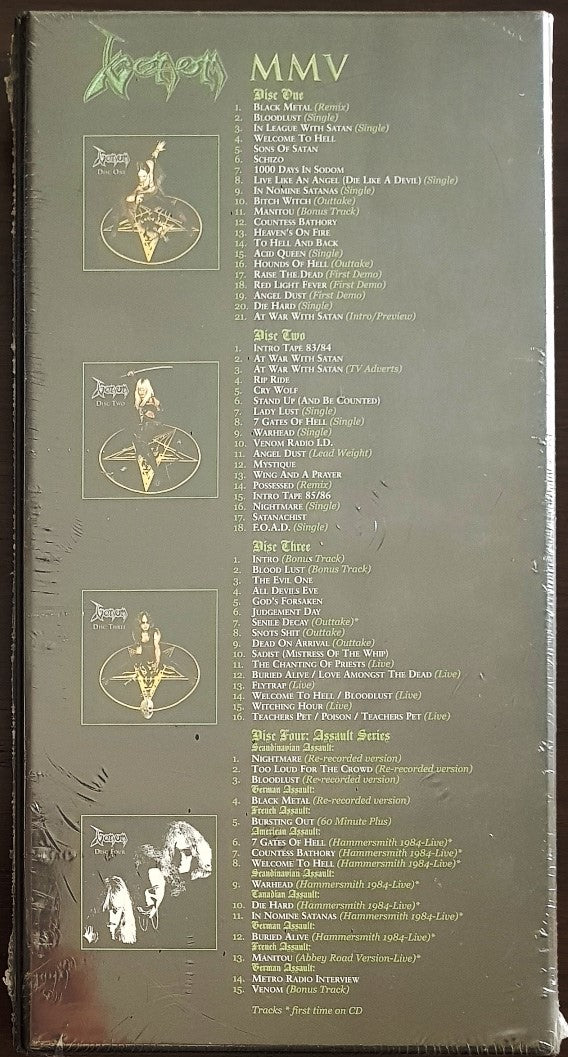 Venom MMV
Disc One
1. Black Metal (Remix)
2. Bloodlust (Single)
3. In League With Satan (Single)
4. Welcome To Hell
5. Sons Of Satan
6. Schizo
7. 1000 Days In Sodom
8. Live Like An Angel (Die Like A Devil) (Single)
9. In Nomine Satanas (Single)
10. Bitch Witch (Outtake)
11. Manitou (Bonus Track)
12. Countess Bathory
13. Heaven's On Fire
14. To Hell And Back
15. Acid Queen (Single)
16. Hounds Of Hell (Outtake)
17. Raise The Dead (First Demo)
18. Red Light Fever (First Demo)
19. Angel Dust (First Demo)
20. Die Hard (Single)
21. At War With Satan (Intro/Preview)
Venom
Disc One
Disc Two
1. Intro Tape 83/84
2. At War With Satan
3. At War With Satan (TV Adverts)
4. Rip Ride
5. Cry Wolf
6. Stand Up (And Be Counted)
7. Lady Lust (Single)
8. 7 Gates Of Hell (Single)
9. Warhead (Single)
10. Venom Radio I.D.
11. Angel Dust (Lead Weight)
12. Mystique
13. Wing And A Prayer
14. Possessed (Remix)
15. Intro Tape 85/86
16. Nightmare (Single)
17. Satanachist
18. F.O.A.D. (Single)
Venom
Disc Two
Disc Three
1. Intro (Bonus Track)
2. Blood Lust (Bonus Track)
3. The Evil One
4. All Devils Eve
5. God's Forsaken
6. Judgement Day
7. Senile Decay (Outtake)*
8. Snots Shit (Outtake)
9. Dead On Arrival (Outtake)
10. Sadist (Mistress Of The Whip)
11. The Chanting Of Priests (Live)
12. Buried Alive / Love Amongst The Dead (Live)
13. Flytrap (Live)
14. Welcome To Hell / Bloodlust (Live)
15. Witching Hour (Live)
16. Teachers Pet / Poison / Teachers Pet (Live)
Venom
Disc Three
Disc Four: Assault Series
Scandinavian Assault:
1. Nightmare (Re-recorded version)
2. Too Loud For The Crowd (Re-recorded version)
3. Bloodlust (Re-recorded version)
German Assault:
4. Black Metal (Re-recorded version)
French Assault:
5. Bursting Out (60 Minute Plus)
American Assault:
6. 7 Gates Of Hell (Hammersmith 1984-Live)*
7. Countess Bathory (Hammersmith 1984-Live)*
8. Welcome To Hell (Hammersmith 1984-Live)*
Scandinavian Assault:
9. Warhead (Hammersmith 1984-Live)*
Canadian Assault:
10. Die Hard (Hammersmith 1984-Live)*
11. In Nomine Satanas (Hammersmith 1984-Live)*
German Assault:
12. Buried Alive (Hammersmith 1984-Live)*
French Assault:
13. Manitou (Abbey Road Version-Live)*
German Assault:
14. Metro Radio Interview
15. Venom (Bonus Track)
Venom
Disc Four
Tracks * first time on CD